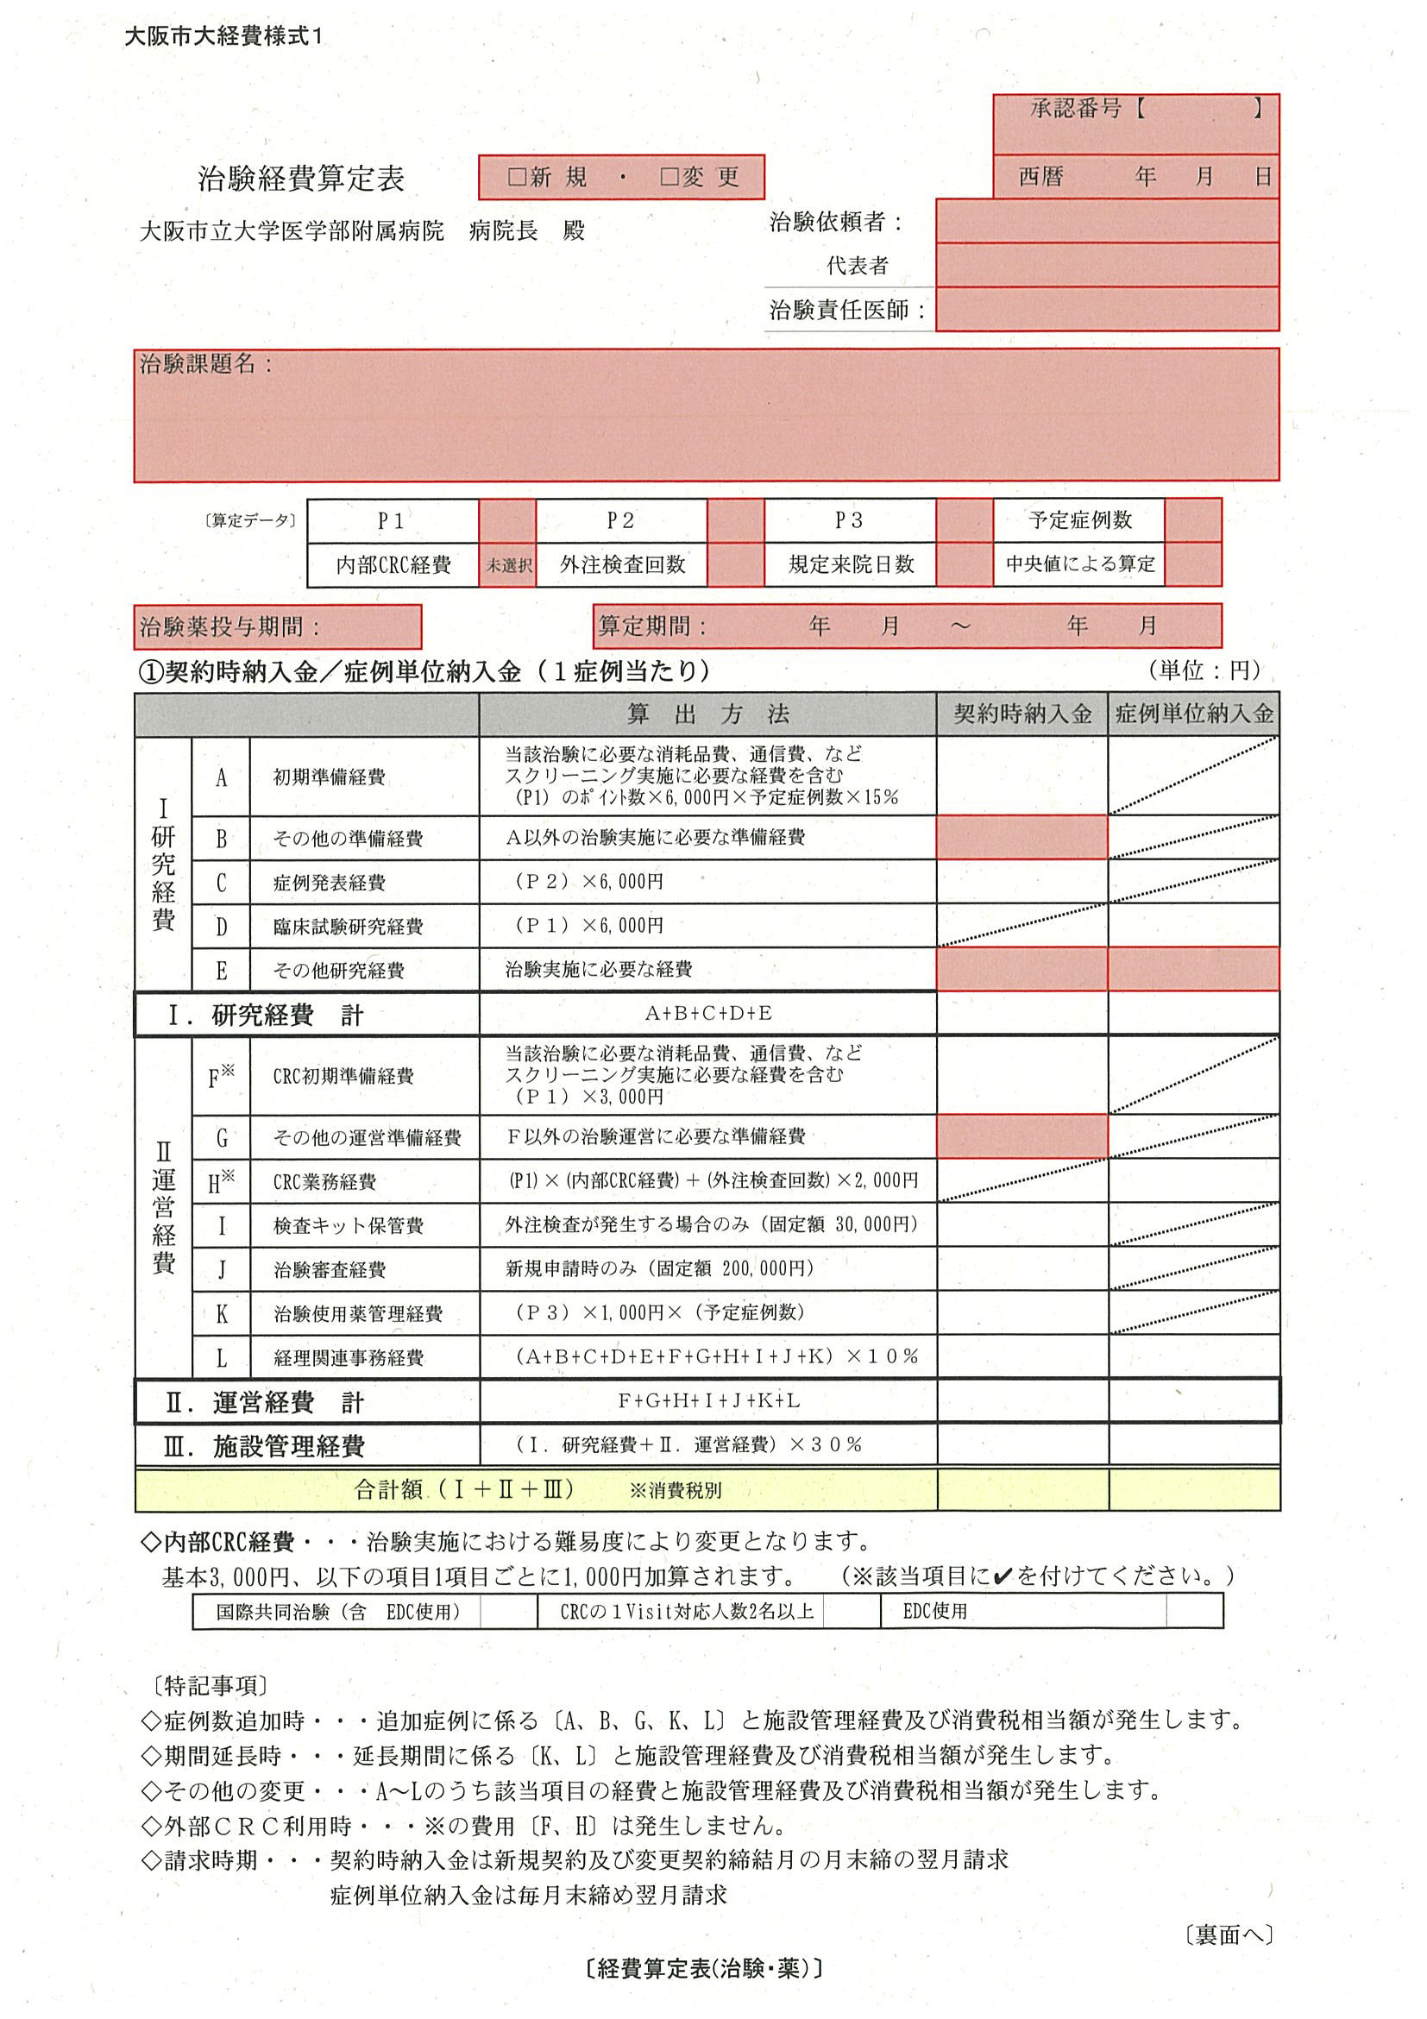 大阪市大経費様式1
承認番号【　　　　】
治験経費算定表　□新 規 ・ □変 更　西暦　　年　月　日
大阪市立大学医学部附属病院　病院長　殿
治験依頼者：
代表者
治験責任医師：
治験課題名：
〔算定データ〕　P1　P2　P3　予定症例数
内部CRC経費　未選択　外注検査回数　規定来院日数　中央値による算定
治験薬投与期間：　算定期間：　　年　　月　～　　年　　月
①契約時納入金／症例単位納入金（１症例当たり）　（単位：円）
算　出　方　法　契約時納入金　症例単位納入金
Ⅰ研究経費
A　初期準備経費　当該治験に必要な消耗品費、通信費、など
スクリーニング実施に必要な経費を含む
（P1）のﾎﾟｲﾝﾄ数×6,000円×予定症例数×15％
B　その他の準備経費　Ａ以外の治験実施に必要な準備経費
C　症例発表経費　（Ｐ２）×6,000円
D　臨床試験研究経費　（Ｐ１）×6,000円
E　その他研究経費　治験実施に必要な経費
Ⅰ．研究経費　計　A+B+C+D+E
Ⅱ運営経費
F※　CRC初期準備経費　当該治験に必要な消耗品費、通信費、など
スクリーニング実施に必要な経費を含む
（Ｐ１）×3,000円
G　その他の運営準備経費　Ｆ以外の治験運営に必要な準備経費
H※　CRC業務経費　(P1)×(内部CRC経費)＋(外注検査回数)×2,000円
I　検査キット保管費　外注検査が発生する場合のみ（固定額 30,000円）
J　治験審査経費　新規申請時のみ（固定額 200,000円）
K　治験使用薬管理経費　（Ｐ３）×1,000円×（予定症例数）
L　経理関連事務経費　（A+B+C+D+E+F+G+H+I+J+K）×１０％
Ⅱ．運営経費　計　F+G+H+I+J+K+L
Ⅲ．施設管理経費　（Ⅰ．研究経費＋Ⅱ．運営経費）×３０％
合計額（Ⅰ＋Ⅱ＋Ⅲ）　※消費税別
◇内部CRC経費・・・治験実施における難易度により変更となります。
基本3,000円、以下の項目1項目ごとに1,000円加算されます。　（※該当項目に✔を付けてください。）
国際共同治験（含　EDC使用）　CRCの１Visit対応人数2名以上　EDC使用
〔特記事項〕
◇症例数追加時・・・追加症例に係る〔A、B、G、K、L〕と施設管理経費及び消費税相当額が発生します。
◇期間延長時・・・延長期間に係る〔K、L〕と施設管理経費及び消費税相当額が発生します。
◇その他の変更・・・A～Lのうち該当項目の経費と施設管理経費及び消費税相当額が発生します。
◇外部ＣＲＣ利用時・・・※の費用〔F、H〕は発生しません。
◇請求時期・・・契約時納入金は新規契約及び変更契約締結月の月末締の翌月請求
症例単位納入金は毎月末締め翌月請求
〔裏面へ〕
〔経費算定表(治験・薬)〕